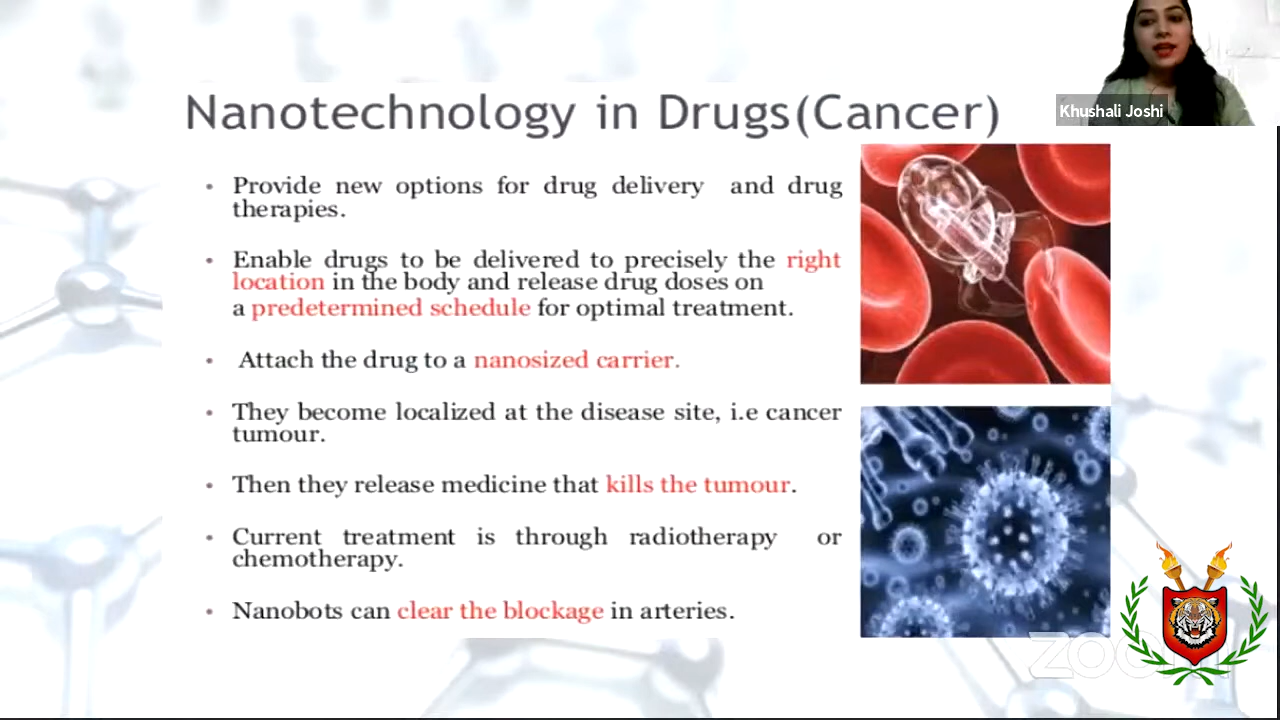 Khushali Joshi
Nanotechnology in Drugs(Cancer)
• Provide new options for drug delivery and drug
therapies.
• Enable drugs to be delivered to precisely the right
location in the body and release drug doses on
a predetermined schedule for optimal treatment.
• Attach the drug to a nanosized carrier.
• They become localized at the disease site, i.e cancer
tumour.
• Then they release medicine that kills the tumour.
• Current treatment is through radiotherapy or
chemotherapy.
• Nanobots can clear the blockage in arteries.
zoom